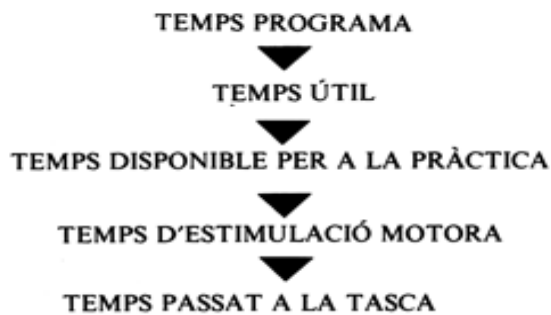 TEMPS PROGRAMA
TEMPS ÚTIL
TEMPS DISPONIBLE PER A LA PRÀCTICA
TEMPS D'ESTIMULACIÓ MOTORA
TEMPS PASSAT A LA TASCA